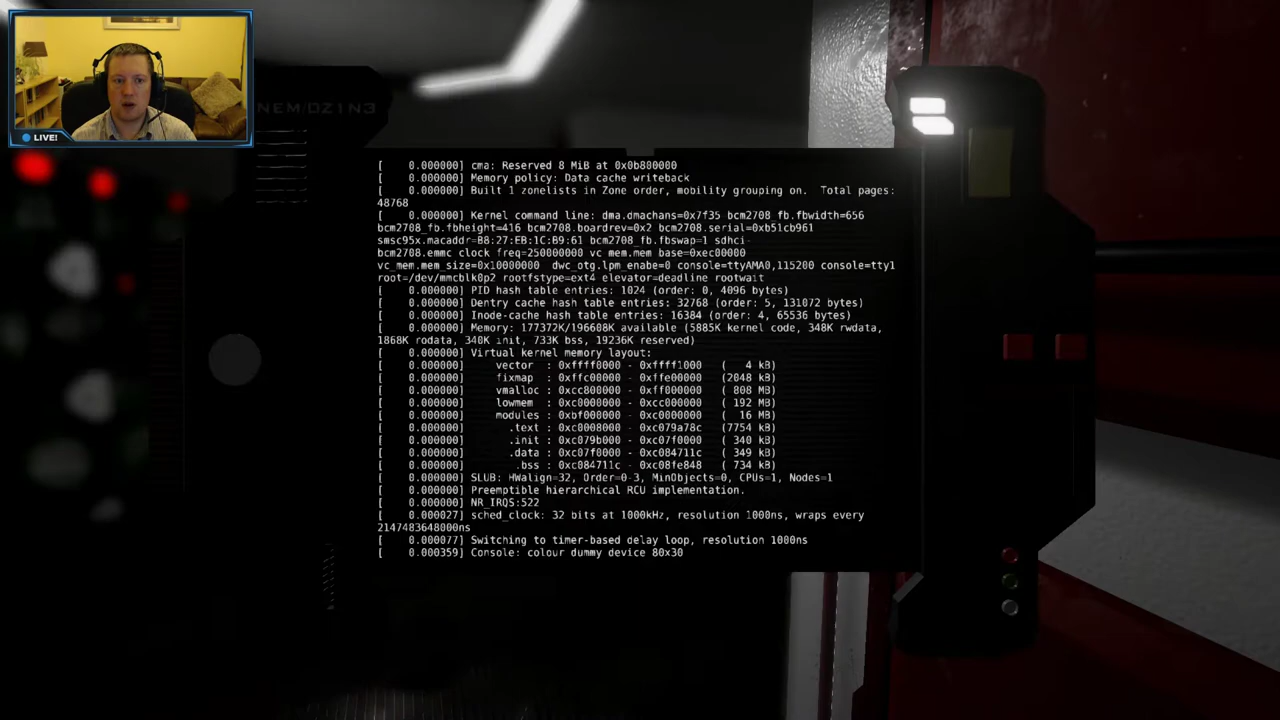 LIVE!
NEM/DZ1N3
[    0.000000] cma: Reserved 8 MiB at 0x0b800000
[    0.000000] Memory policy: Data cache writeback
[    0.000000] Built 1 zonelists in Zone order, mobility grouping on.  Total pages:
48768
[    0.000000] Kernel command line: dma.dmachans=0x7f35 bcm2708_fb.fbwidth=656
bcm2708_fb.fbheight=416 bcm2708.boardrev=0x2 bcm2708.serial=0xb51cb961
smsc95x.macaddr=B8:27:EB:1C:B9:61 bcm2708_fb.fbswap=1 sdhci-
bcm2708.emmc_clock_freq=250000000 vc_mem.mem_base=0xec00000
vc_mem.mem_size=0x10000000  dwc_otg.lpm_enabe=0 console=ttyAMA0,115200 console=tty1
root=/dev/mmcblk0p2 rootfstype=ext4 elevator=deadline rootwait
[    0.000000] PID hash table entries: 1024 (order: 0, 4096 bytes)
[    0.000000] Dentry cache hash table entries: 32768 (order: 5, 131072 bytes)
[    0.000000] Inode-cache hash table entries: 16384 (order: 4, 65536 bytes)
[    0.000000] Memory: 177372K/196608K available (5885K kernel code, 348K rwdata,
1868K rodata, 340K init, 733K bss, 19236K reserved)
[    0.000000] Virtual kernel memory layout:
[    0.000000]     vector  : 0xffff0000 - 0xffff1000   (   4 kB)
[    0.000000]     fixmap  : 0xffc00000 - 0xffe00000   (2048 kB)
[    0.000000]     vmalloc : 0xcc800000 - 0xff000000   ( 808 MB)
[    0.000000]     lowmem  : 0xc0000000 - 0xcc000000   ( 192 MB)
[    0.000000]     modules : 0xbf000000 - 0xc0000000   (  16 MB)
[    0.000000]       .text : 0xc0008000 - 0xc079a78c   (7754 kB)
[    0.000000]       .init : 0xc079b000 - 0xc07f0000   ( 340 kB)
[    0.000000]       .data : 0xc07f0000 - 0xc084711c   ( 349 kB)
[    0.000000]        .bss : 0xc084711c - 0xc08fe848   ( 734 kB)
[    0.000000] SLUB: HWalign=32, Order=0-3, MinObjects=0, CPUs=1, Nodes=1
[    0.000000] Preemptible hierarchical RCU implementation.
[    0.000000] NR_IRQS:522
[    0.000027] sched_clock: 32 bits at 1000kHz, resolution 1000ns, wraps every
2147483648000ns
[    0.000077] Switching to timer-based delay loop, resolution 1000ns
[    0.000359] Console: colour dummy device 80x30